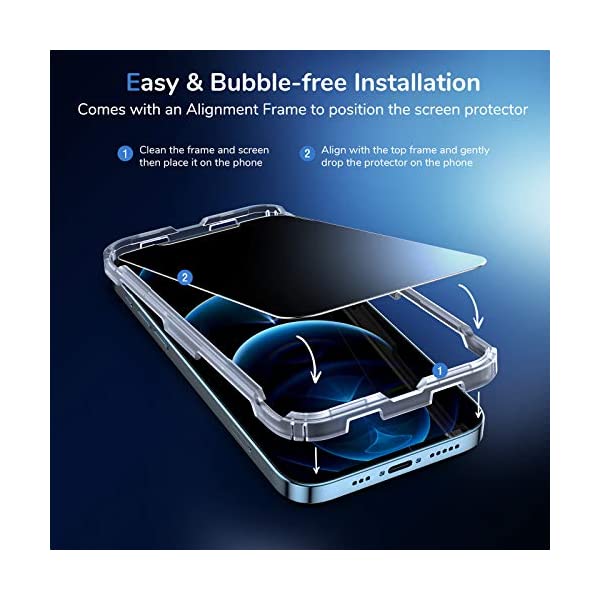 Easy & Bubble-free Installation
Comes with an Alignment Frame to position the screen protector
1 Clean the frame and screen
then place it on the phone
2 Align with the top frame and gently
drop the protector on the phone
2
1